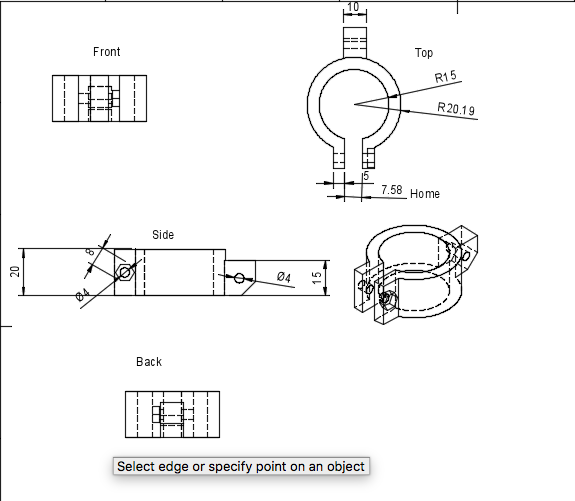 10
Front
Top
R15
R20.19
5
7.58
Home
Side
8
20
Ø4
Ø4
15
Back
Select edge or specify point on an object